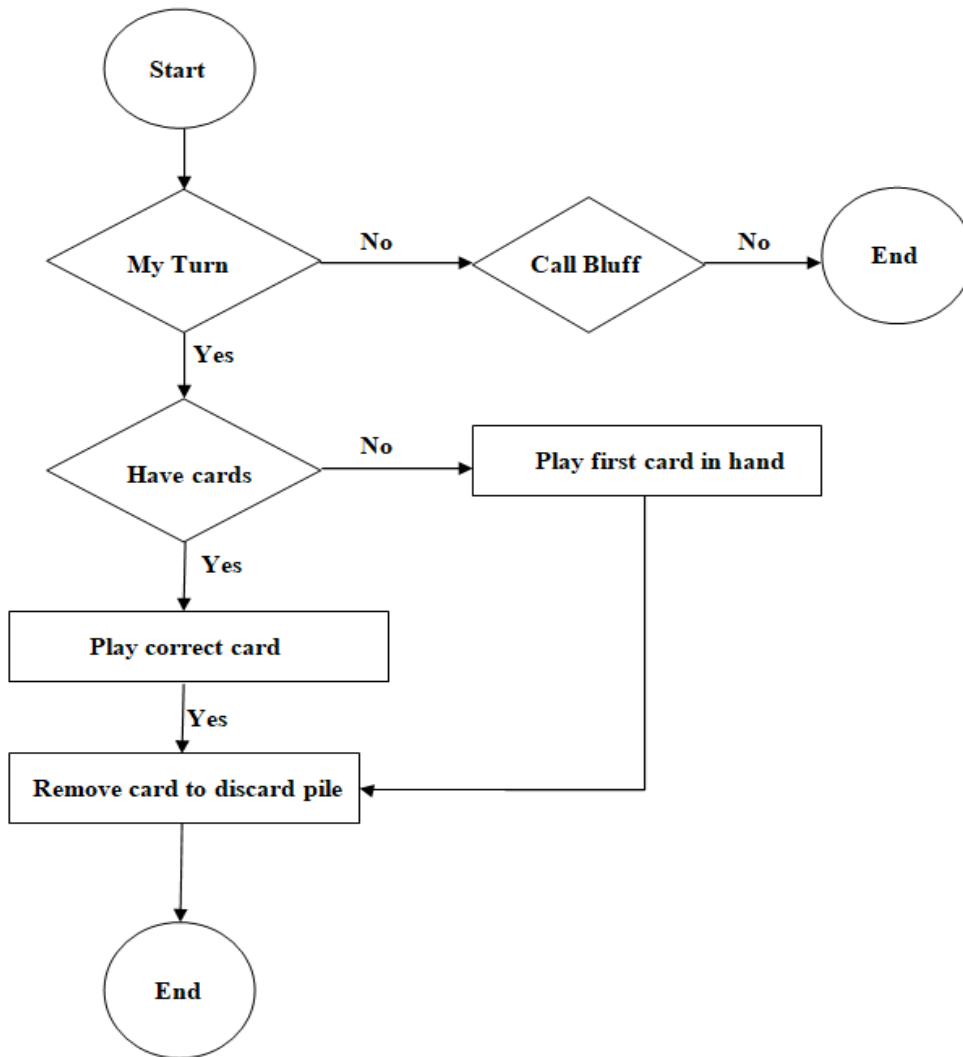 Start
My Turn
No
Call Bluff
No
End
Yes
Have cards
No
Play first card in hand
Yes
Play correct card
Yes
Remove card to discard pile
End